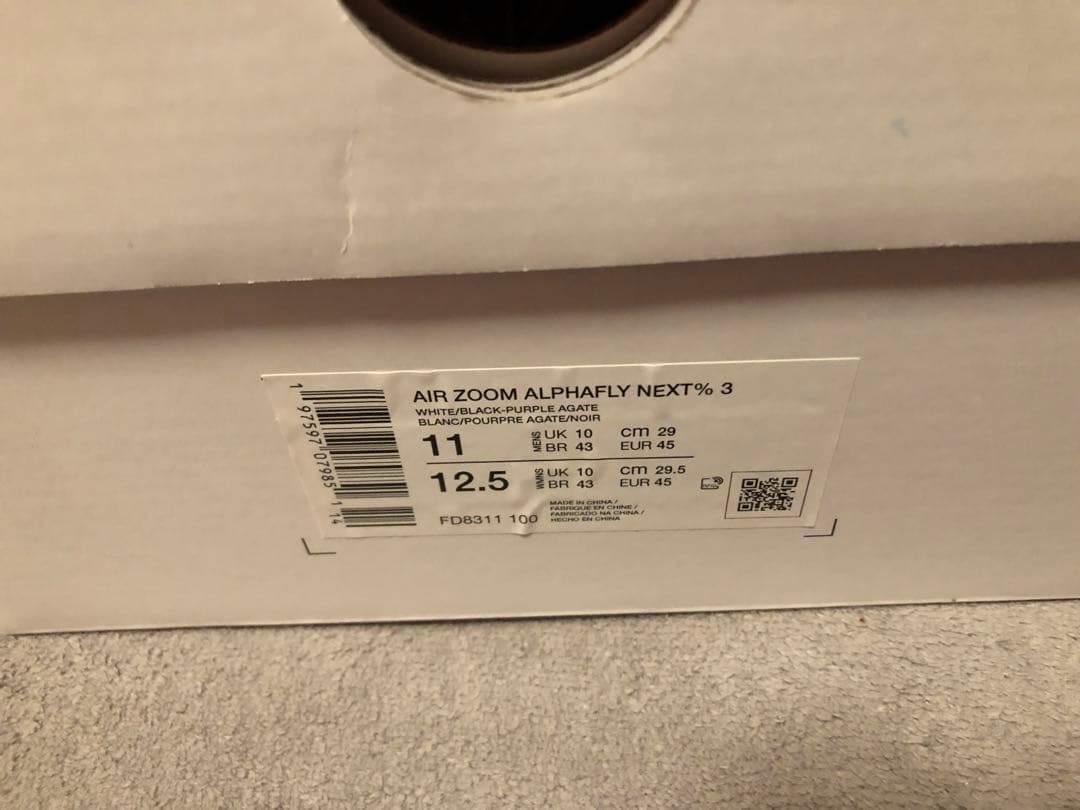 AIR ZOOM ALPHAFLY NEXT% 3
WHITE/BLACK-PURPLE AGATE
BLANC/POURPRE AGATE/NOIR
11 MENS UK 10 CM 29
BR 43 EUR 45
12.5 WMNS UK 10 CM 29.5
BR 43 EUR 45
FD8311 100
MADE IN CHINA /
FABRIQUE EN CHINE /
FABRICADO NA CHINA /
HECHO EN CHINA
1 97597 07985 1 14